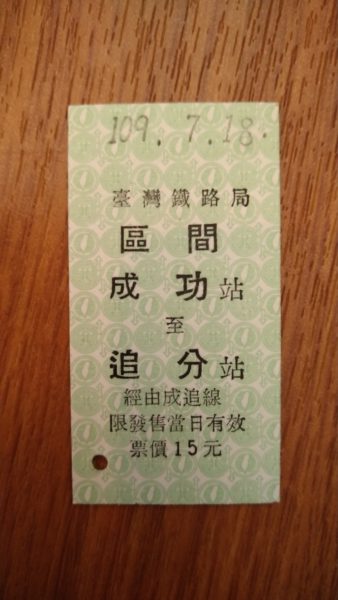 109. 7. 18.
臺灣鐵路局
區間
成功站
至
追分站
經由成追線
限發售當日有效
票價15元